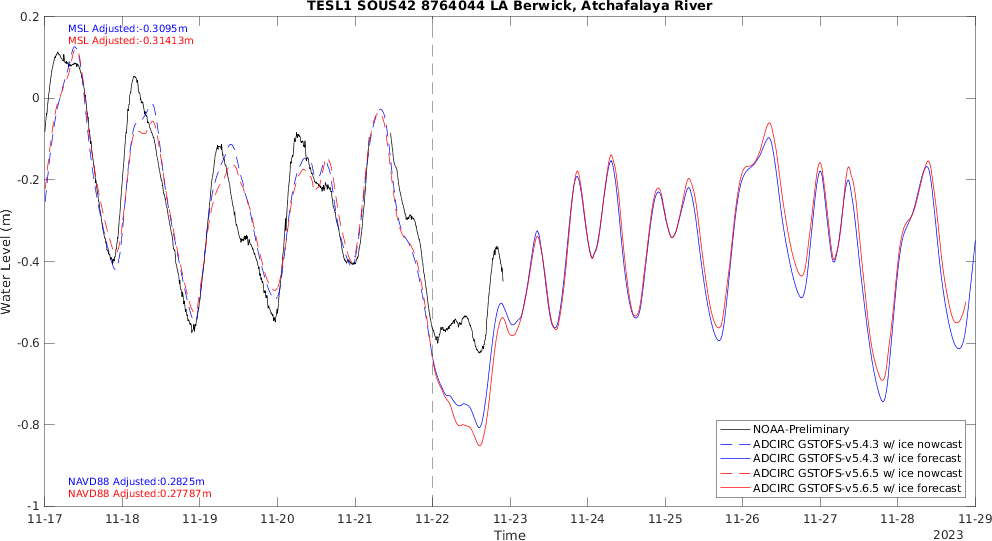 TESL1 SOUS42 8764044 LA Berwick, Atchafalaya River
MSL Adjusted:-0.3095m
MSL Adjusted:-0.31413m
0.2
0
-0.2
-0.4
-0.6
-0.8
-1
Water Level (m)
NAVD88 Adjusted:0.2825m
NAVD88 Adjusted:0.27787m
NOAA-Preliminary
ADCIRC GSTOFS-v5.4.3 w/ ice nowcast
ADCIRC GSTOFS-v5.4.3 w/ ice forecast
ADCIRC GSTOFS-v5.6.5 w/ ice nowcast
ADCIRC GSTOFS-v5.6.5 w/ ice forecast
11-17 11-18 11-19 11-20 11-21 11-22 11-23 11-24 11-25 11-26 11-27 11-28 11-29
Time
2023